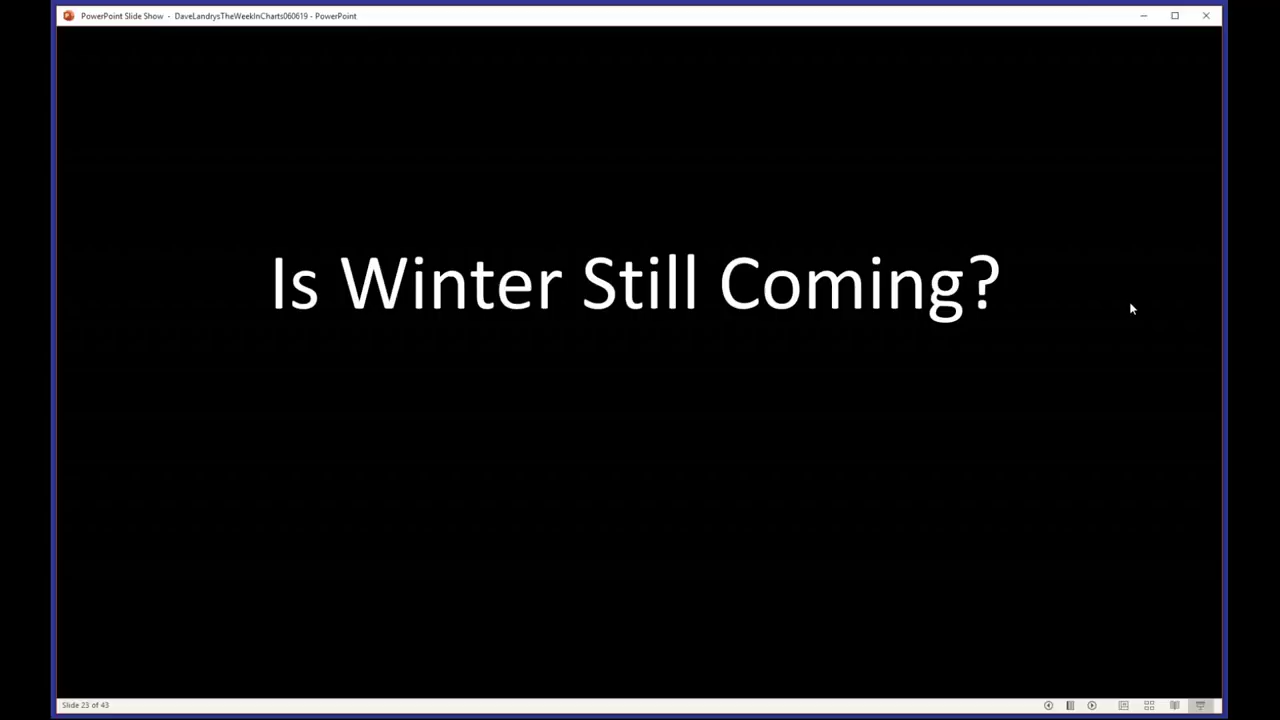 PowerPoint Slide Show - DaveLandrysTheWeekInCharts060619 - PowerPoint
Is Winter Still Coming?
Slide 23 of 43